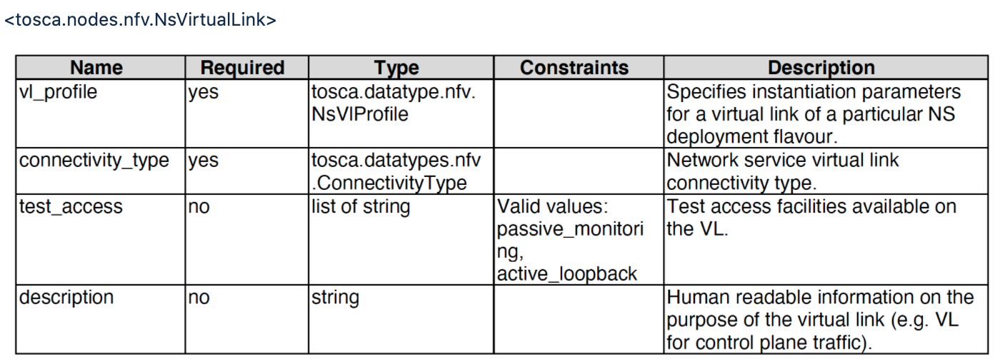 <tosca.nodes.nfv.NsVirtualLink>
Name Required Type Constraints Description
vl_profile yes tosca.datatype.nfv. Specifies instantiation parameters
NsVlProfile for a virtual link of a particular NS
deployment flavour.
connectivity_type yes tosca.datatypes.nfv Network service virtual link
.ConnectivityType connectivity type.
test_access no list of string Valid values: Test access facilities available on
passive_monitori the VL.
ng,
active_loopback
description no string Human readable information on the
purpose of the virtual link (e.g. VL
for control plane traffic).